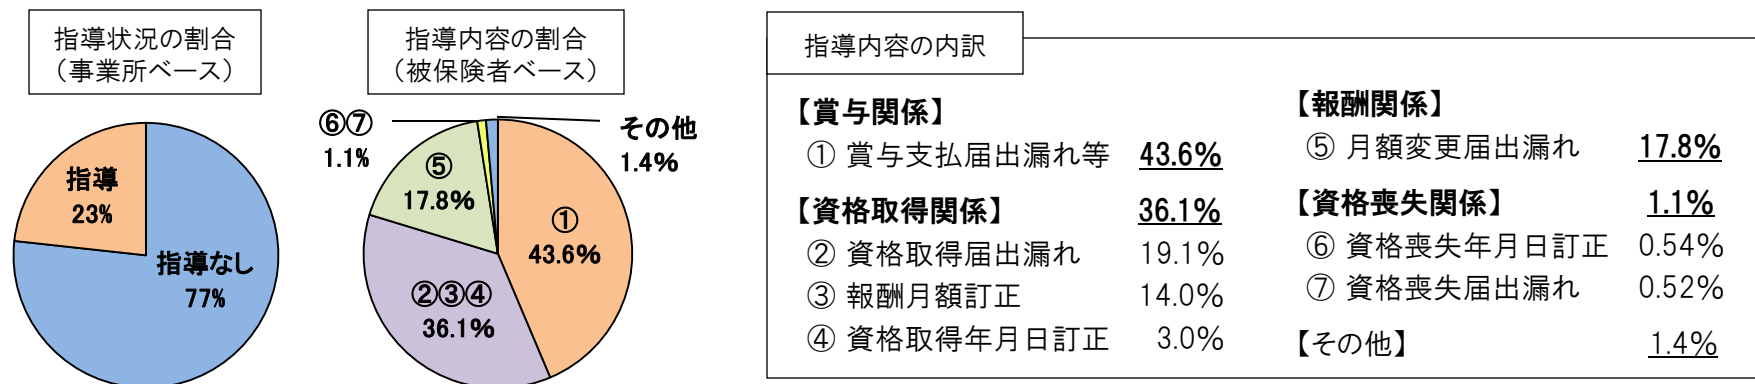 指導状況の割合
（事業所ベース）
指導
23%
指導なし
77%
指導内容の割合
（被保険者ベース）
⑥⑦
1.1%
その他
1.4%
⑤
17.8%
①
43.6%
②③④
36.1%
指導内容の内訳
【賞与関係】
① 賞与支払届出漏れ等 43.6%
【資格取得関係】 36.1%
② 資格取得届出漏れ 19.1%
③ 報酬月額訂正 14.0%
④ 資格取得年月日訂正 3.0%
【報酬関係】
⑤ 月額変更届出漏れ 17.8%
【資格喪失関係】 1.1%
⑥ 資格喪失年月日訂正 0.54%
⑦ 資格喪失届出漏れ 0.52%
【その他】 1.4%